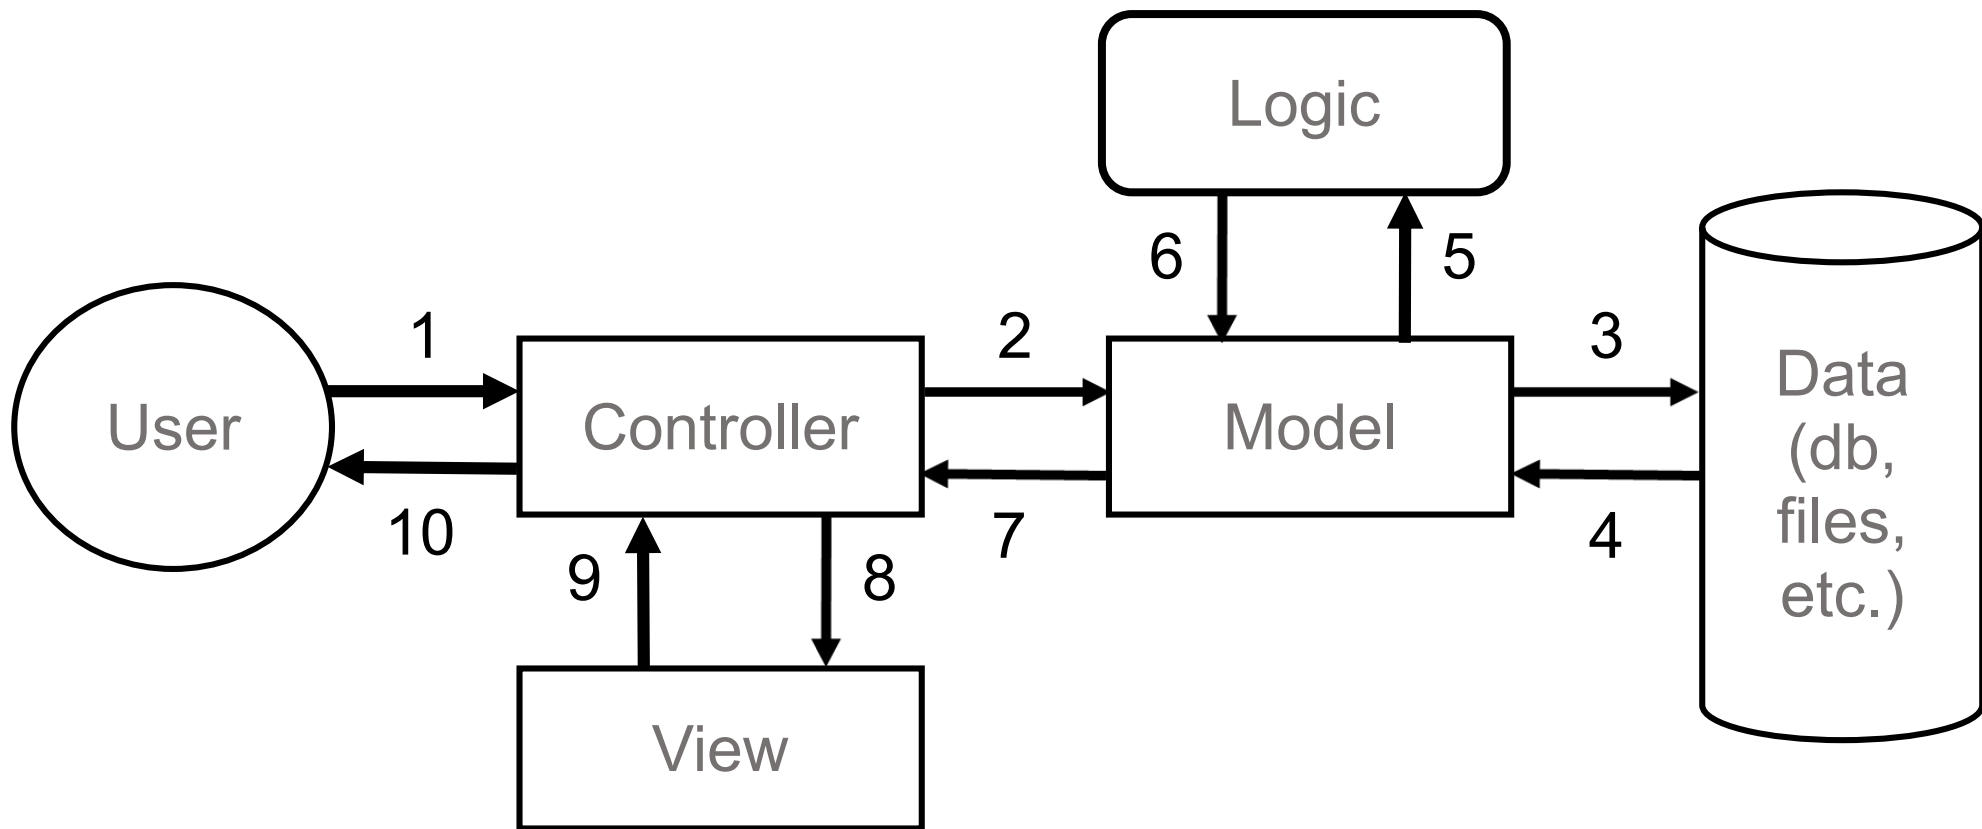 Logic
6
5
1
2
3
User
Controller
Model
Data
(db,
files,
etc.)
10
9
8
7
4
View